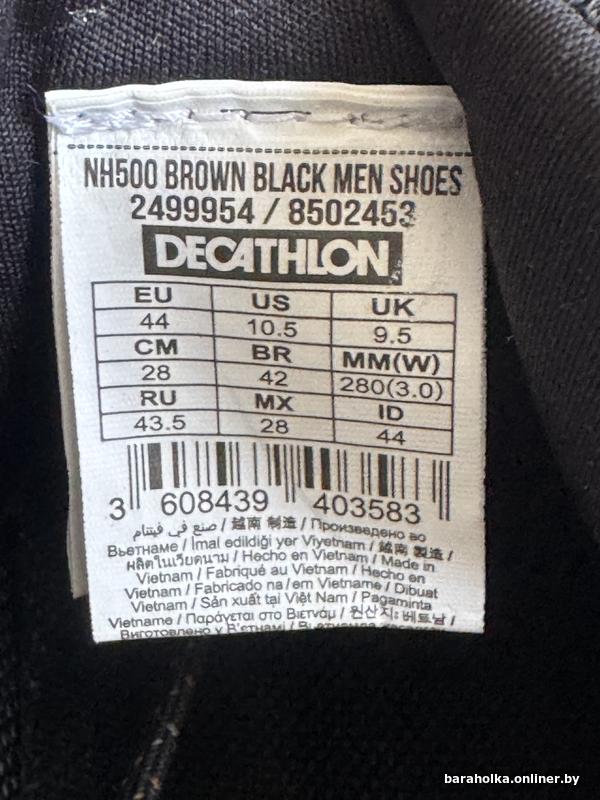 NH500 BROWN BLACK MEN SHOES
2499954 / 8502453
DECATHLON
EU US UK
44 10.5 9.5
CM BR MM(W)
28 42 280(3.0)
RU MX ID
43.5 28 44
3 608439 403583
صنع في فيتنام / 越南 制造 / Произведено во
Вьетнаме / İmal edildiği yer Viyetnam / 越南 製造 /
ผลิตในเวียดนาม / Hecho en Vietnam / Made in
Vietnam / Fabriqué au Vietnam / Hecho en
Vietnam / Fabricado na/em Vietname / Dibuat
Vietnam / Sản xuất tại Việt Nam / Pagaminta
Vietname / Παράγεται στο Βιετνάμ / 원산지: 베트남 /
Виготовлено у В'єтнамі /
baraholka.onliner.by